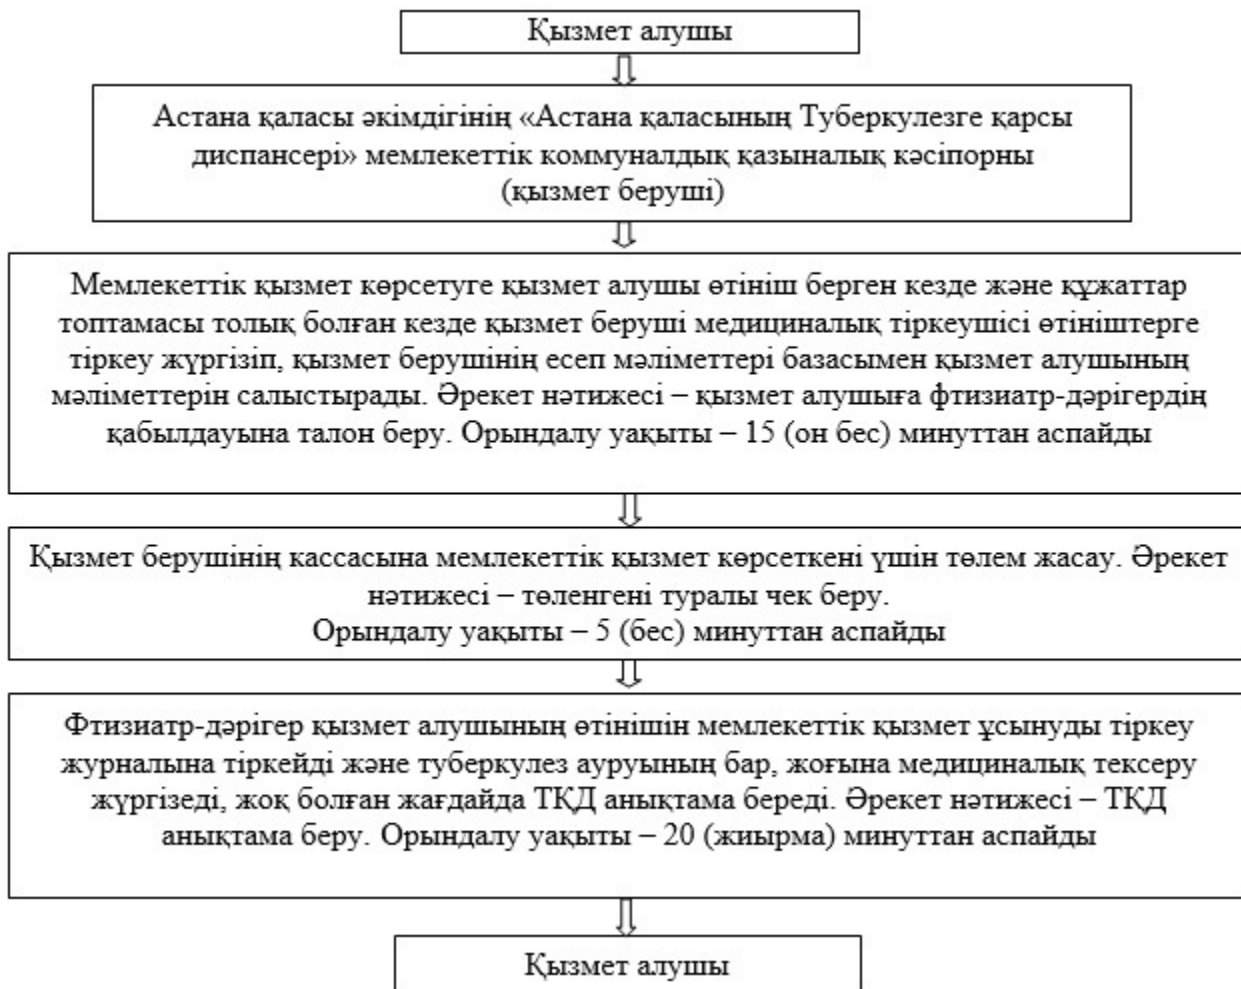 Қызмет алушы
Астана қаласы әкімдігінің «Астана қаласының Туберкулезге қарсы
диспансері» мемлекеттік коммуналдық қазыналық кәсіпорны
(қызмет беруші)
Мемлекеттік қызмет көрсетуге қызмет алушы өтініш берген кезде және құжаттар
топтамасы толық болған кезде қызмет беруші медициналық тіркеушісі өтініштерге
тіркеу жүргізіп, қызмет берушінің есеп мәліметтері базасымен қызмет алушының
мәліметтерін салыстырады. Әрекет нәтижесі – қызмет алушыға фтизиатр-дәрігердің
қабылдауына талон беру. Орындалу уақыты – 15 (он бес) минуттан аспайды
Қызмет берушінің кассасына мемлекеттік қызмет көрсеткені үшін төлем жасау. Әрекет
нәтижесі – төленгені туралы чек беру.
Орындалу уақыты – 5 (бес) минуттан аспайды
Фтизиатр-дәрігер қызмет алушының өтінішін мемлекеттік қызмет ұсынуды тіркеу
журналына тіркейді және туберкулез ауруының бар, жоғына медициналық тексеру
жүргізеді, жоқ болған жағдайда ТҚД анықтама береді. Әрекет нәтижесі – ТҚД
анықтама беру. Орындалу уақыты – 20 (жиырма) минуттан аспайды
Қызмет алушы